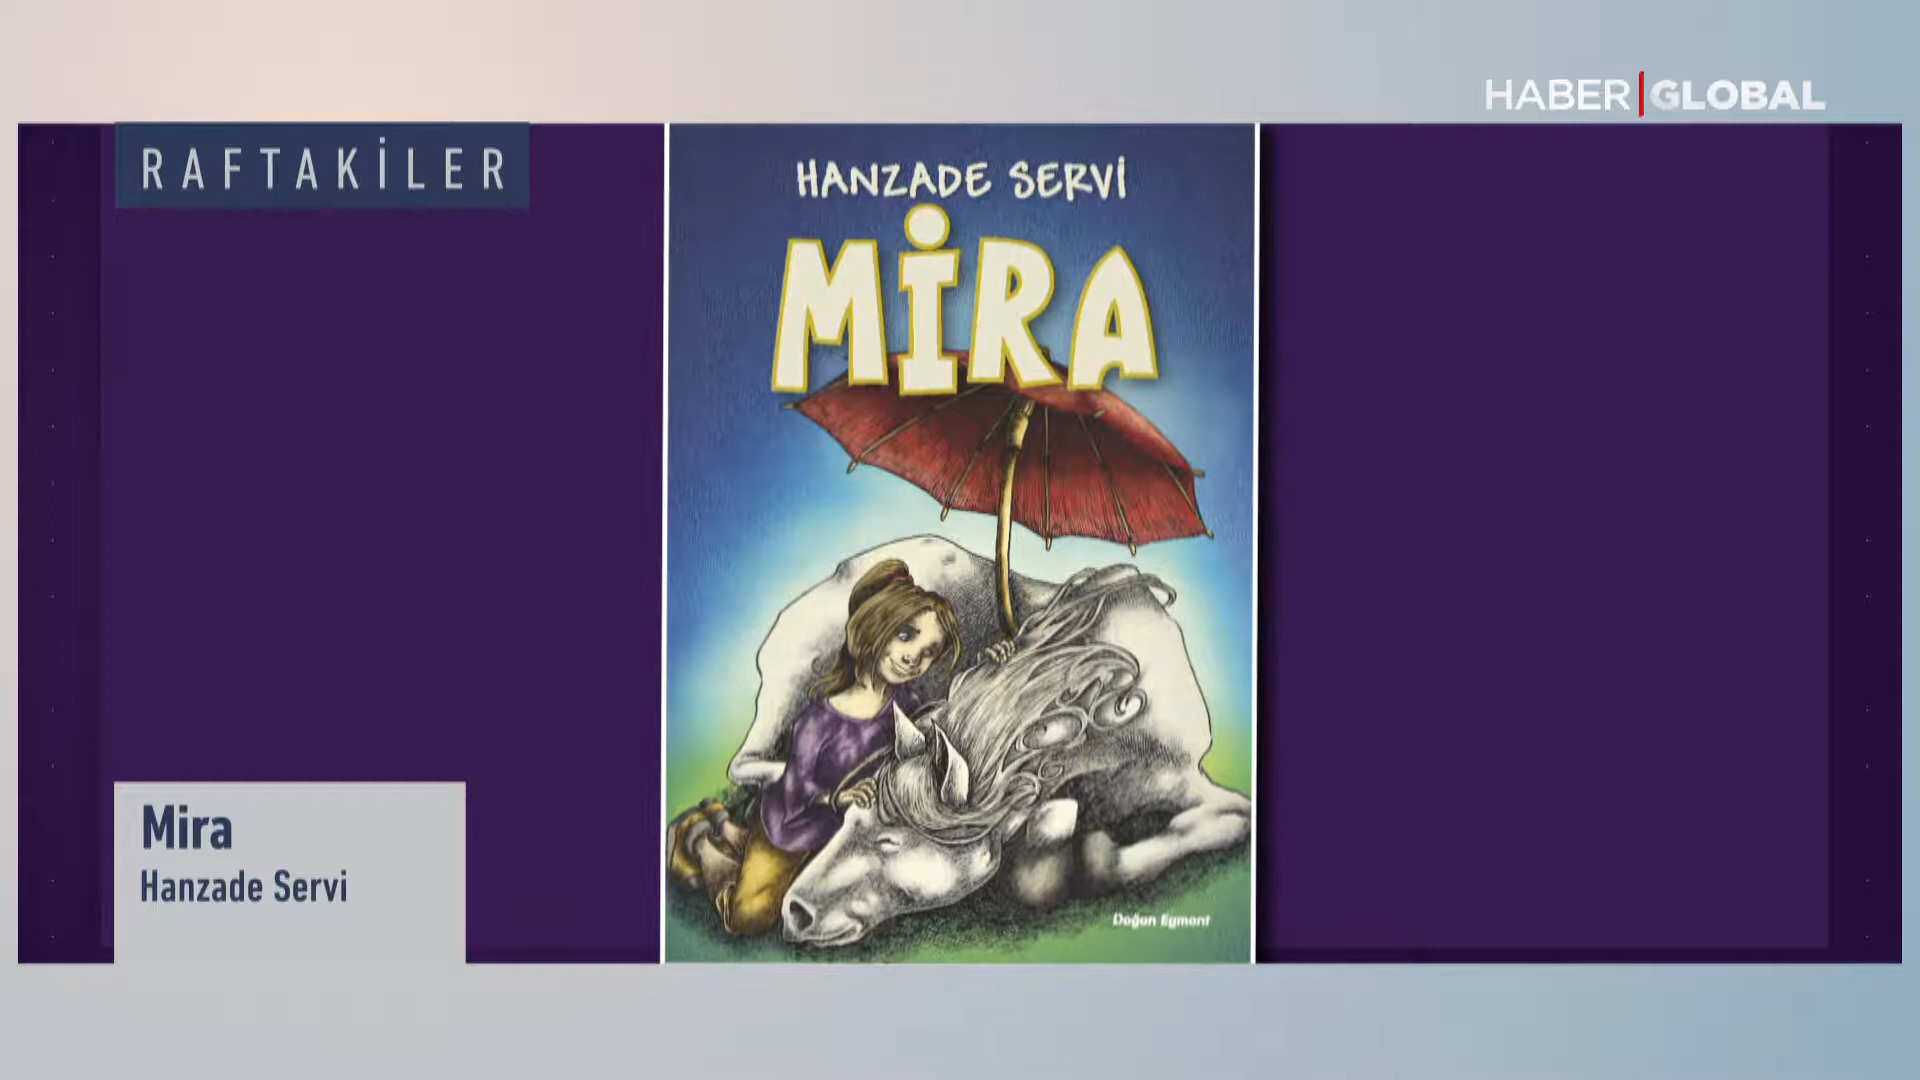 HABER GLOBAL
RAFTAKİLER
HANZADE SERVİ
MİRA
Doğan Egmont
Mira
Hanzade Servi